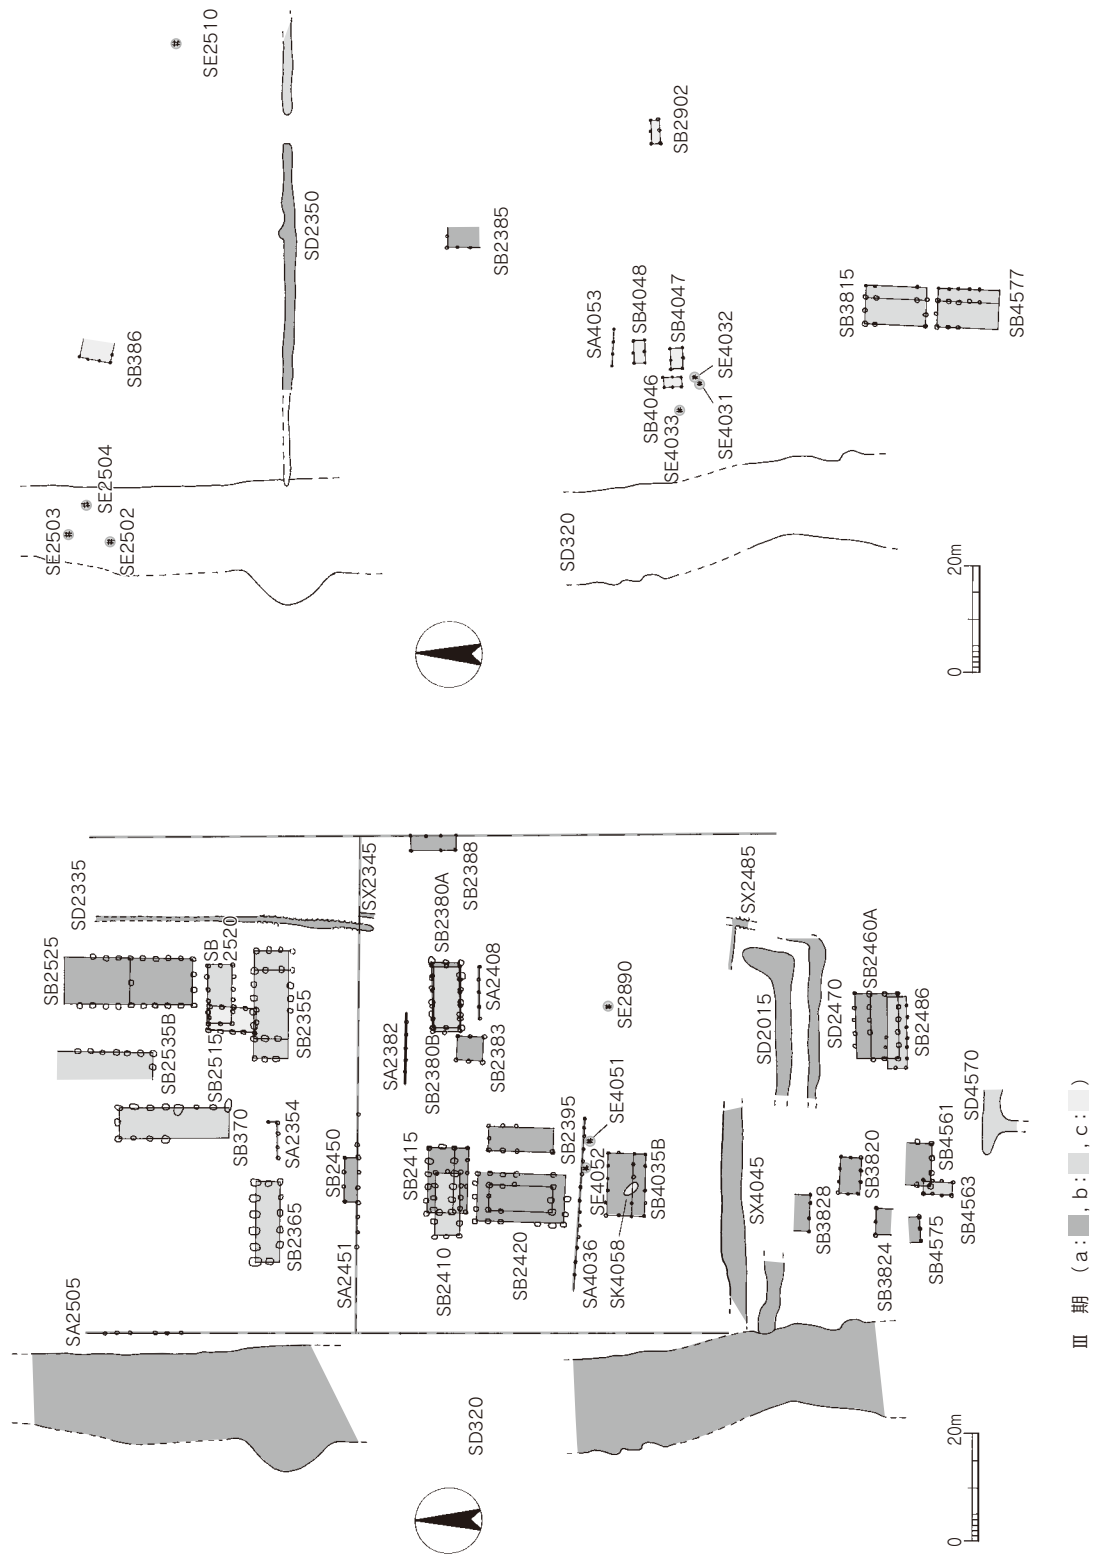 SE2510
SB386
SD2350
SE2504
SE2503
SE2502
SB2385
SB2902
SA4053
SB4048
SB4047
SB4046
SE4032
SE4031
SE4033
SB3815
SB4577
SD320
0
20m
SD2335
SB2525
SB
2520
SB2355
SB2535B
SB2515
SB370
SA2354
SB2365
SA2505
SX2345
SB2388
SB2380A
SA2408
SA2382
SB2380B
SB2383
SB2450
SA2451
SB2415
SB2410
SB2420
SB2395
SE2890
SE4051
SE4052
SA4036
SK4058
SB4035B
SD320
SX2485
SD2015
SD2470
SB2460A
SB2486
SX4045
SD4570
SB3820
SB3828
SB4561
SB4563
SB3824
SB4575
0
20m
Ⅲ 期 (a: , b: , c: )